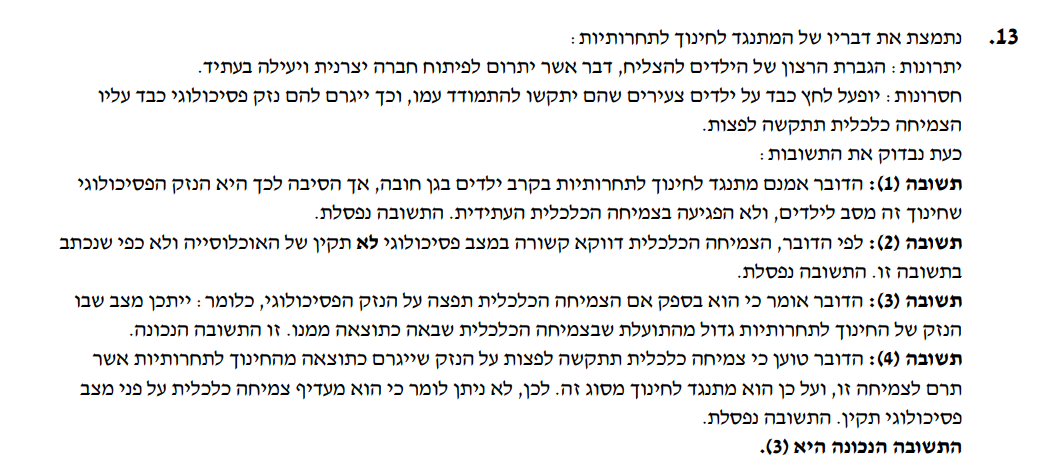 13. נתמצת את דבריו של המתנגד לחינוך לתחרותיות:
יתרונות: הגברת הרצון של הילדים להצליח, דבר אשר יתרום לפיתוח חברה יצרנית ויעילה בעתיד.
חסרונות: יופעל לחץ כבד על ילדים צעירים שהם יתקשו להתמודד עמו, וכך ייגרם להם נזק פסיכולוגי כבד עליו
הצמיחה כלכלית תתקשה לפצות.
כעת נבדוק את התשובות:
תשובה (1): הדובר אמנם מתנגד לחינוך לתחרותיות בקרב ילדים בגן חובה, אך הסיבה לכך היא הנזק הפסיכולוגי
שחינוך זה מסב לילדים, ולא הפגיעה בצמיחה הכלכלית העתידית. התשובה נפסלת.
תשובה (2): לפי הדובר, הצמיחה הכלכלית דווקא קשורה במצב פסיכולוגי לא תקין של האוכלוסייה ולא כפי שנכתב
בתשובה זו. התשובה נפסלת.
תשובה (3): הדובר אומר כי הוא בספק אם הצמיחה הכלכלית תפצה על הנזק הפסיכולוגי, כלומר: ייתכן מצב שבו
הנזק של החינוך לתחרותיות גדול מהתועלת שבצמיחה הכלכלית שבאה כתוצאה ממנו. זו התשובה הנכונה.
תשובה (4): הדובר טוען כי צמיחה כלכלית תתקשה לפצות על הנזק שייגרם כתוצאה מהחינוך לתחרותיות אשר
תרם לצמיחה זו, ועל כן הוא מתנגד לחינוך מסוג זה. לכן, לא ניתן לומר כי הוא מעדיף צמיחה כלכלית על פני מצב
פסיכולוגי תקין. התשובה נפסלת.
התשובה הנכונה היא (3).